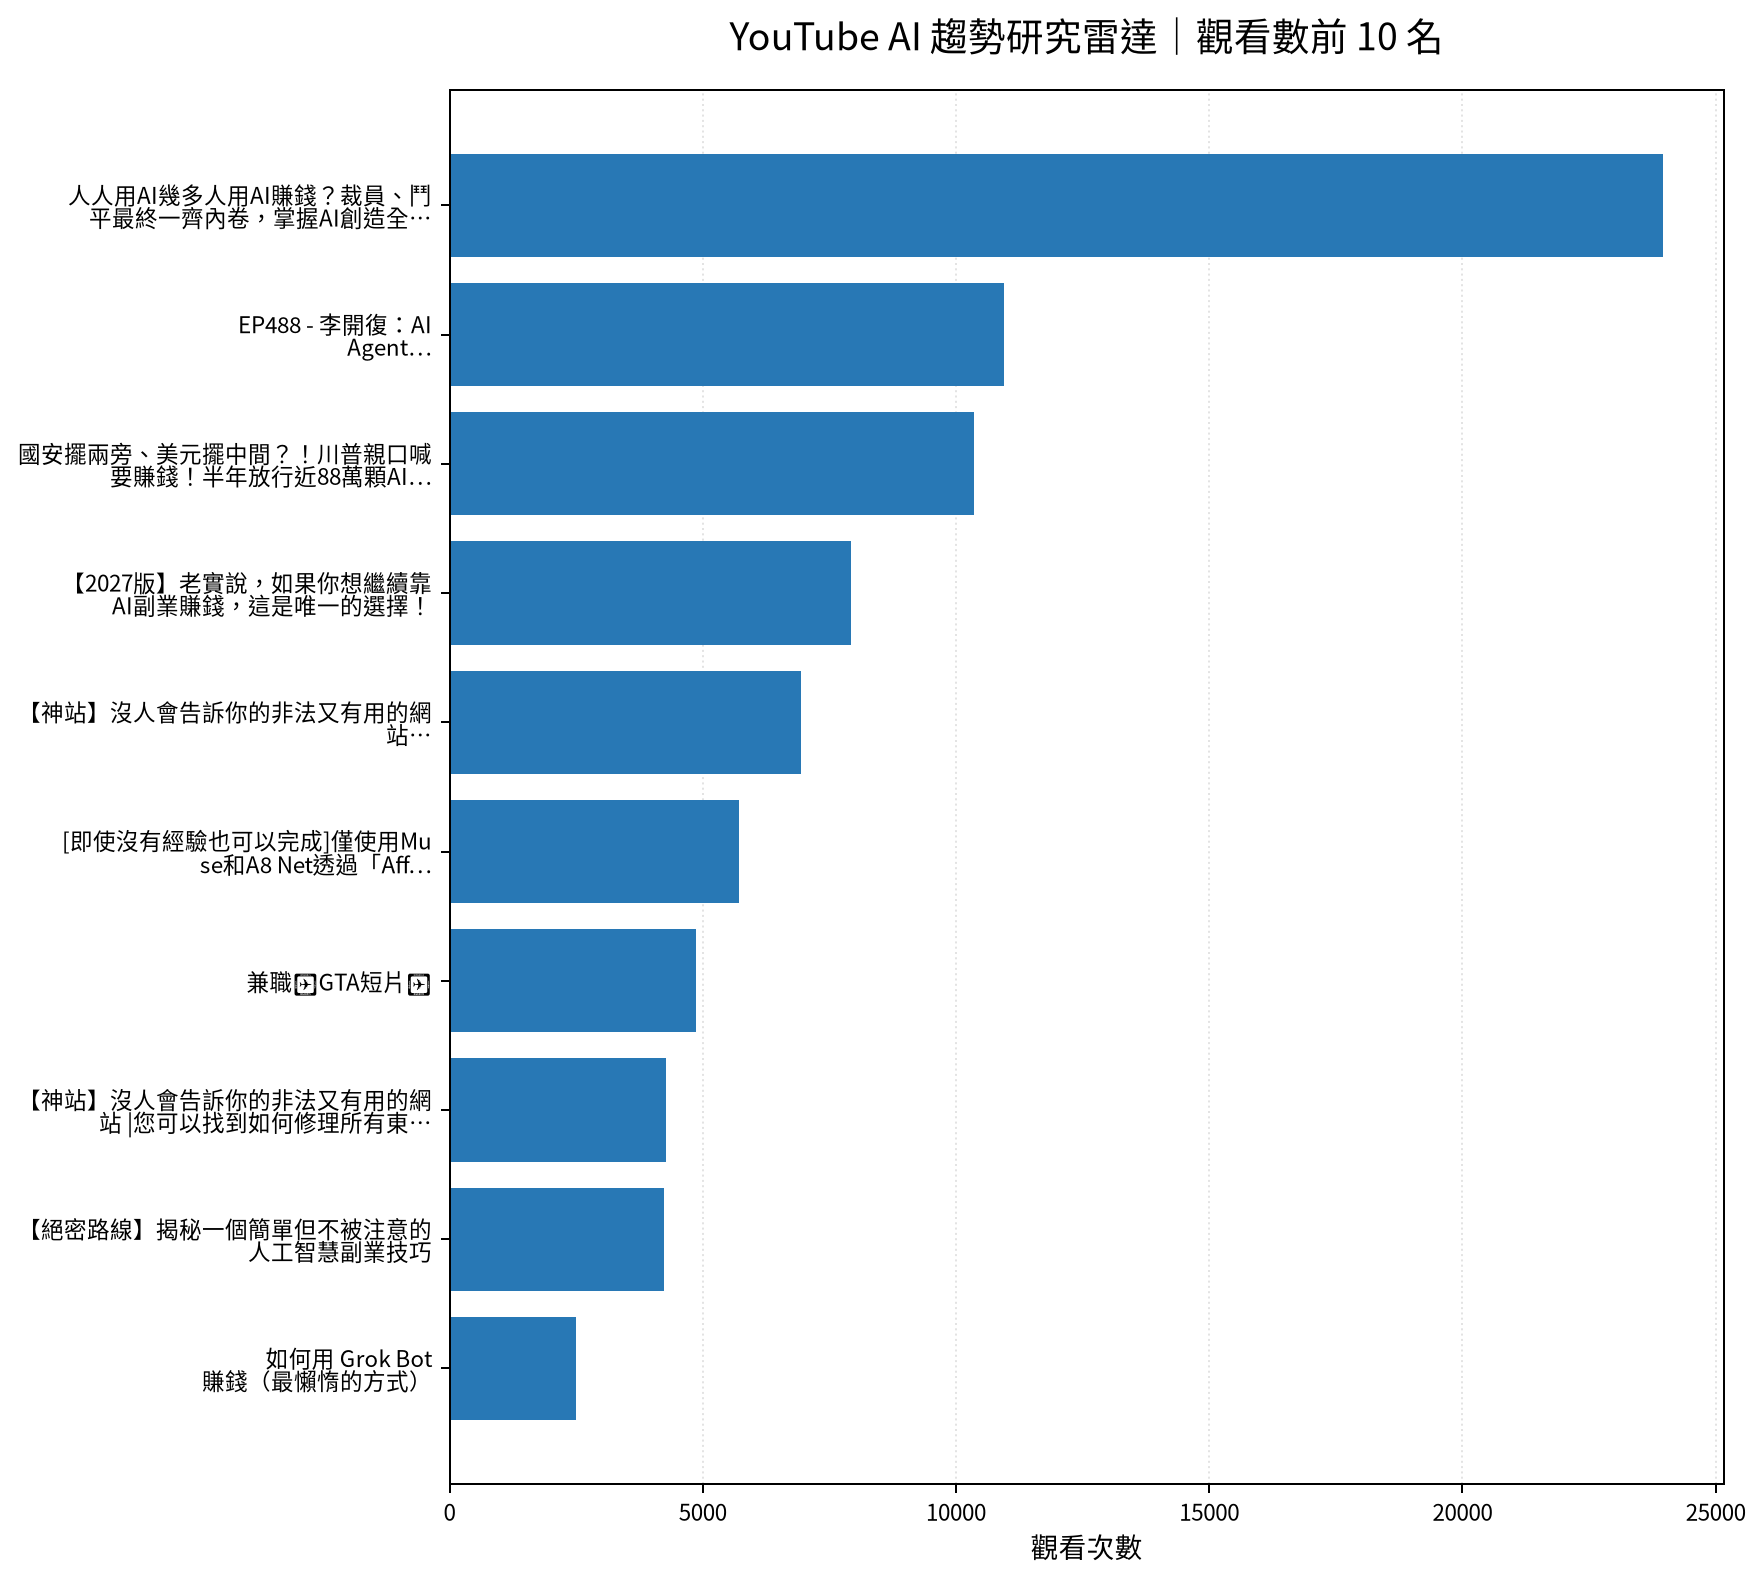 YouTube AI 趨勢研究雷達｜觀看數前 10 名
人人用AI幾多人用AI賺錢？裁員、鬥
平最終一齊內卷，掌握AI創造全…
EP488 - 李開復：AI
Agent…
國安擺兩旁、美元擺中間？！川普親口喊
要賺錢！半年放行近88萬顆AI…
【2027版】老實說，如果你想繼續靠
AI副業賺錢，這是唯一的選擇！
【神站】沒人會告訴你的非法又有用的網
站…
[即使沒有經驗也可以完成]僅使用Mu
se和A8 Net透過「Aff…
兼職✈GTA短片✈
【神站】沒人會告訴你的非法又有用的網
站 |您可以找到如何修理所有東…
【絕密路線】揭秘一個簡單但不被注意的
人工智慧副業技巧
如何用 Grok Bot
賺錢（最懶惰的方式）
0 5000 10000 15000 20000 25000
觀看次數